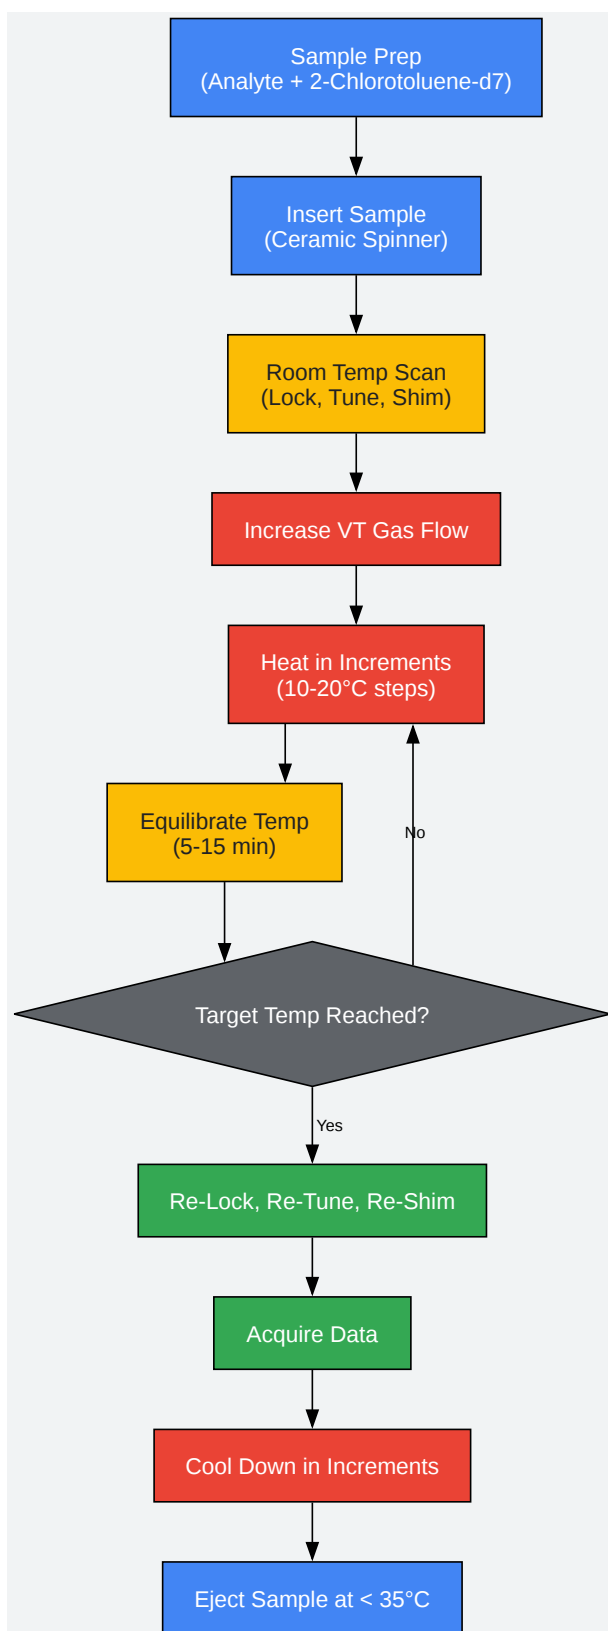 Sample Prep
(Analyte + 2-Chlorotoluene-d7)
Insert Sample
(Ceramic Spinner)
Room Temp Scan
(Lock, Tune, Shim)
Increase VT Gas Flow
Heat in Increments
(10-20°C steps)
Equilibrate Temp
(5-15 min)
No
Target Temp Reached?
Yes
Re-Lock, Re-Tune, Re-Shim
Acquire Data
Cool Down in Increments
Eject Sample at < 35°C